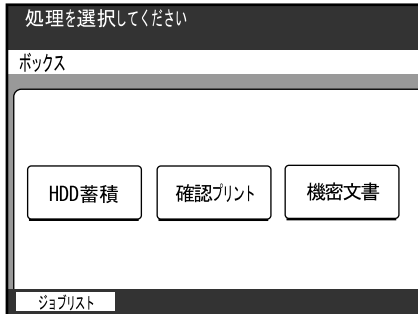 処理を選択してください
ボックス
HDD蓄積
確認プリント
機密文書
ジョブリスト